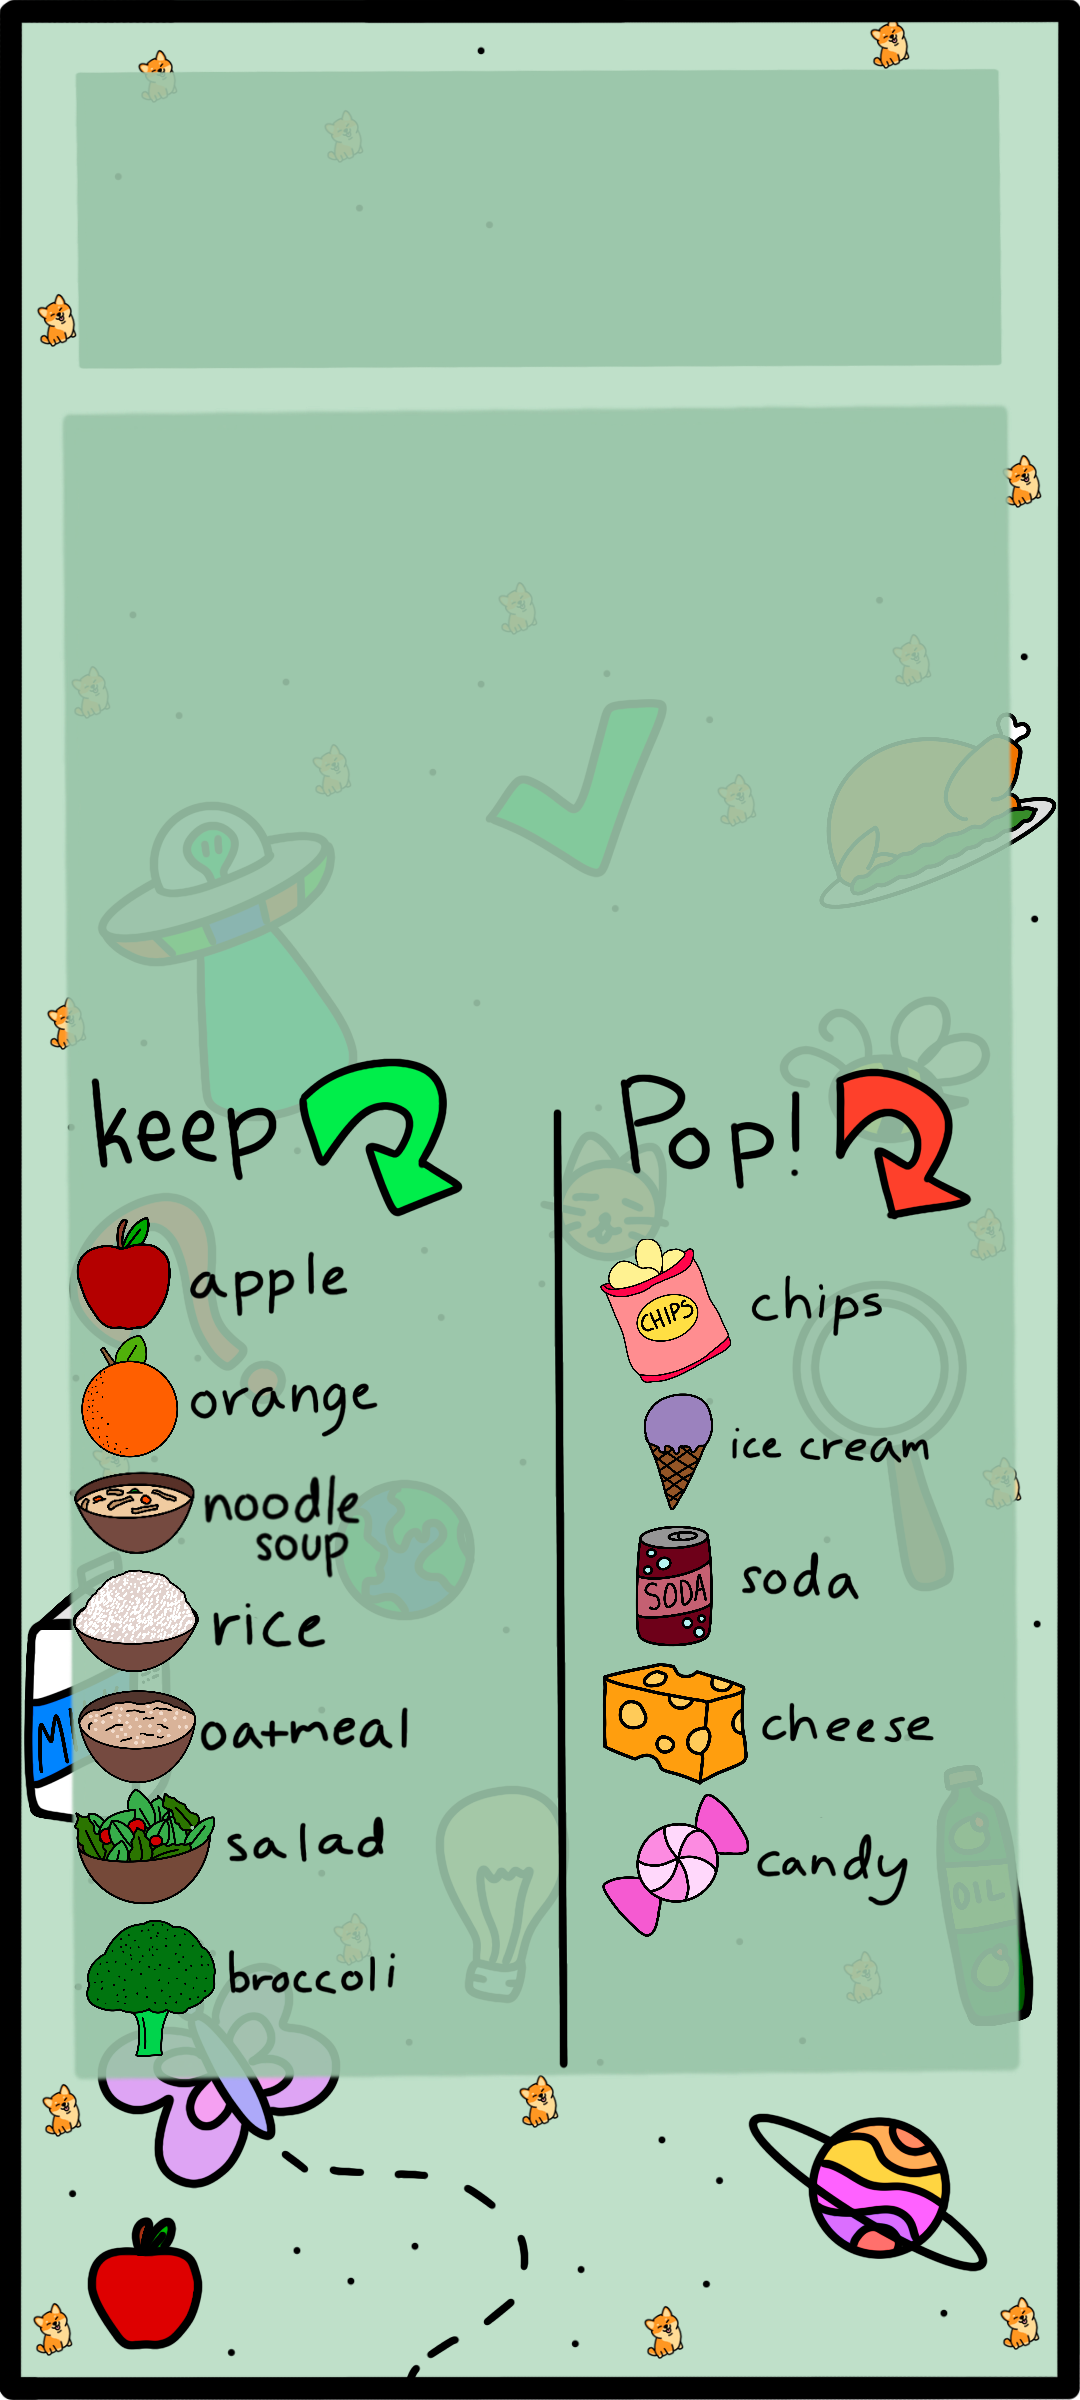 keep
apple
orange
noodle
soup
rice
oatmeal
salad
broccoli
Pop!
CHIPS
chips
ice cream
SODA
soda
cheese
candy
OIL